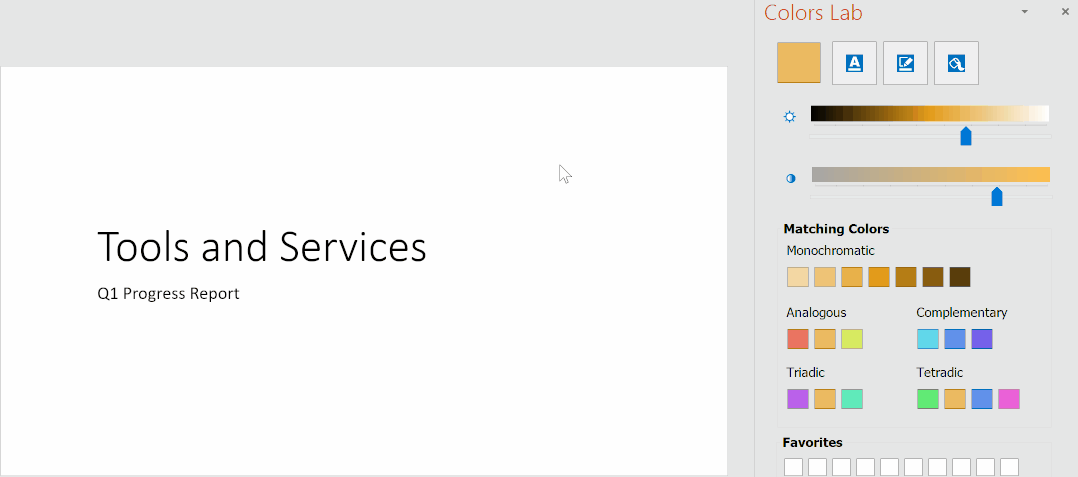 Colors Lab
A
Tools and Services
Q1 Progress Report
Matching Colors
Monochromatic
Analogous
Complementary
Triadic
Tetradic
Favorites